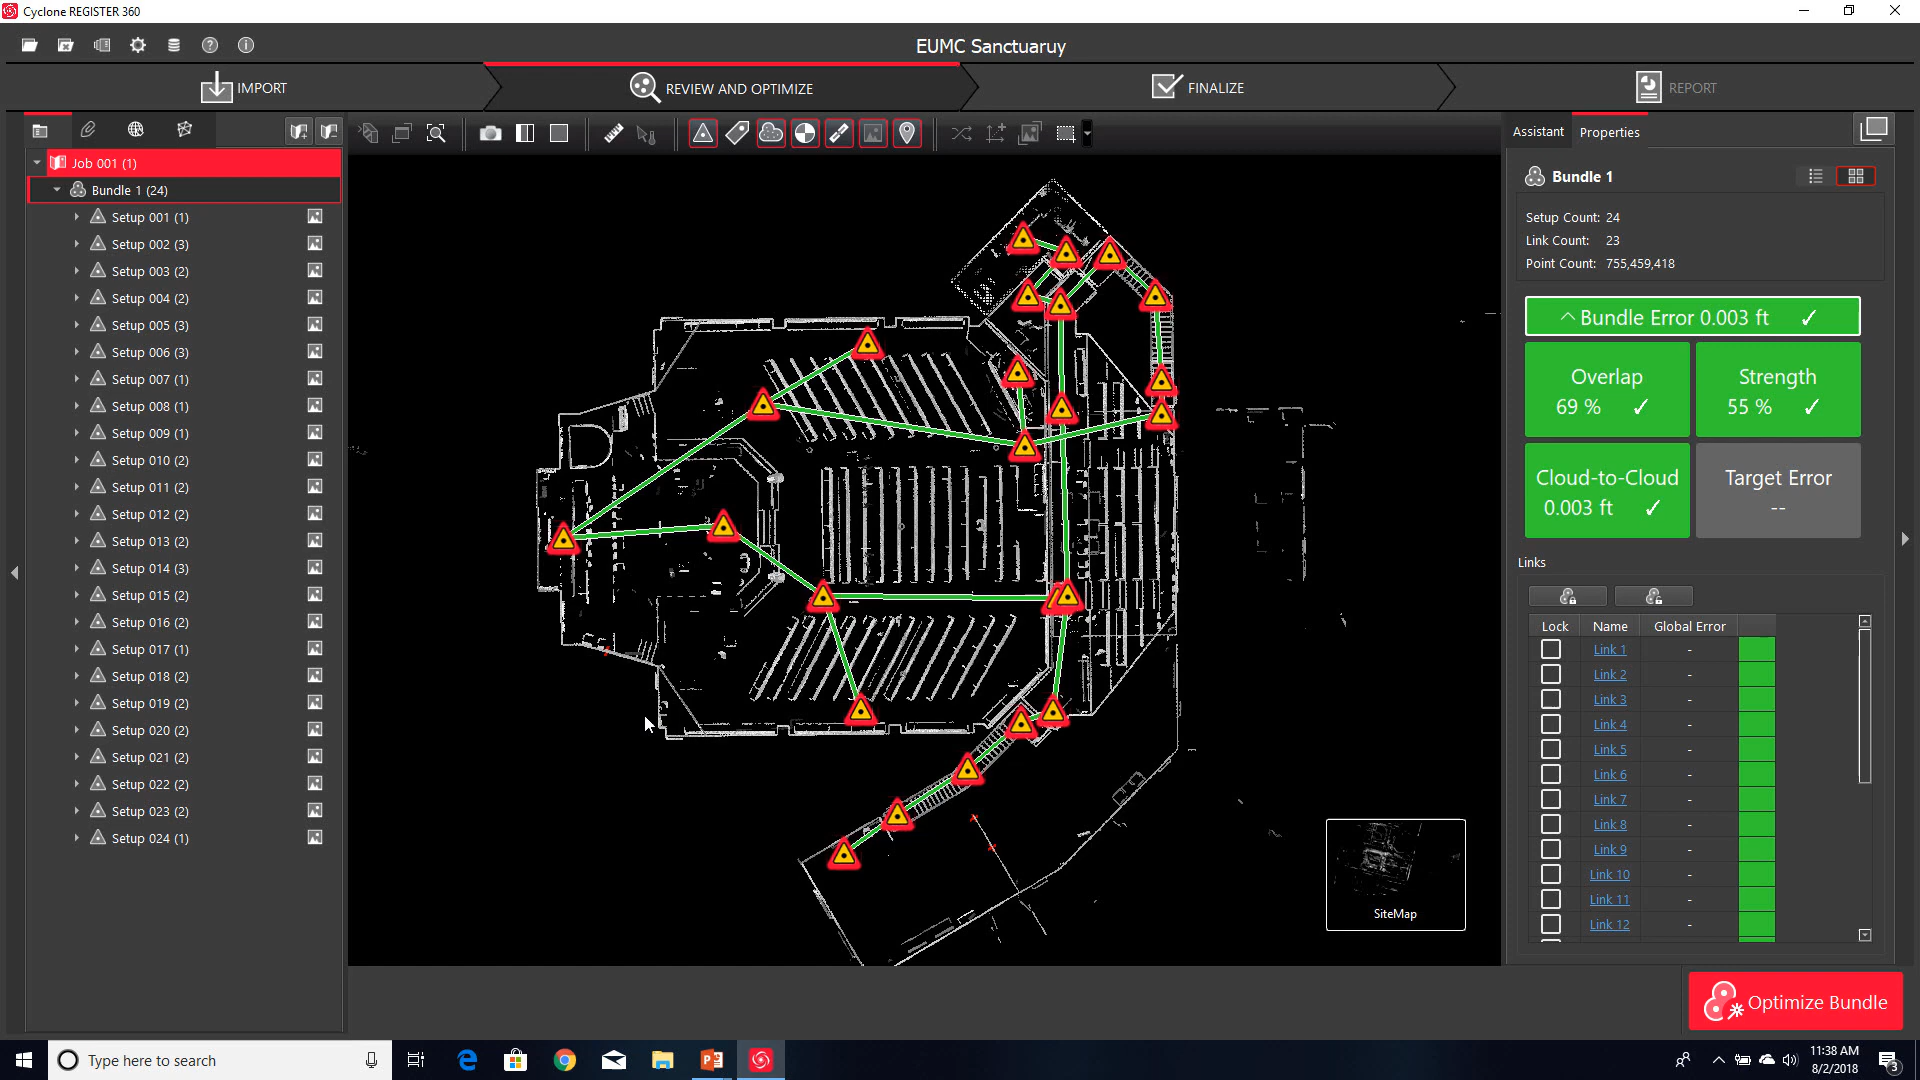 Cyclone REGISTER 360
EUMC Sanctuaruy
IMPORT
REVIEW AND OPTIMIZE
FINALIZE
REPORT
Job 001 (1)
Bundle 1 (24)
Setup 001 (1)
Setup 002 (3)
Setup 003 (2)
Setup 004 (2)
Setup 005 (3)
Setup 006 (3)
Setup 007 (1)
Setup 008 (1)
Setup 009 (1)
Setup 010 (2)
Setup 011 (2)
Setup 012 (2)
Setup 013 (2)
Setup 014 (3)
Setup 015 (2)
Setup 016 (2)
Setup 017 (1)
Setup 018 (2)
Setup 019 (2)
Setup 020 (2)
Setup 021 (2)
Setup 022 (2)
Setup 023 (2)
Setup 024 (1)
SiteMap
Assistant Properties
Bundle 1
Setup Count: 24
Link Count: 23
Point Count: 755,459,418
Bundle Error 0.003 ft
Overlap
69 %
Strength
55 %
Cloud-to-Cloud
0.003 ft
Target Error
--
Links
Lock Name Global Error
Link 1 -
Link 2 -
Link 3 -
Link 4 -
Link 5 -
Link 6 -
Link 7 -
Link 8 -
Link 9 -
Link 10 -
Link 11 -
Link 12 -
Optimize Bundle
Type here to search
11:38 AM
8/2/2018
3